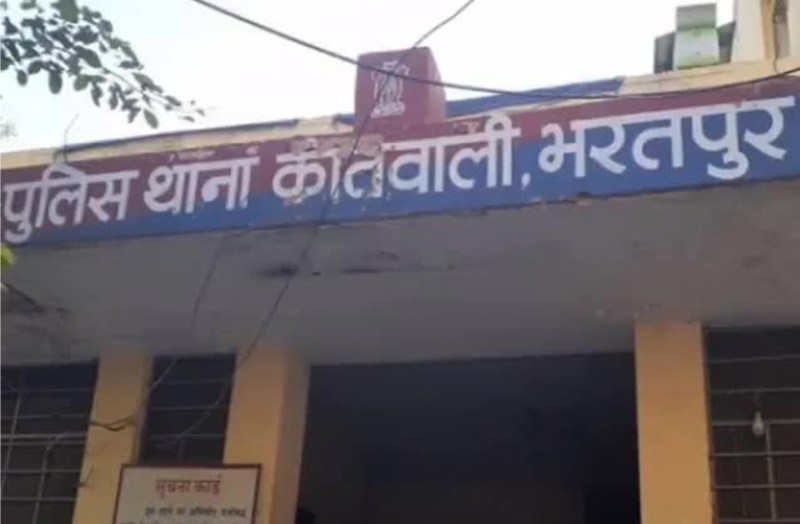 पुलिस थाना कोतवाली, भरतपुर
सूचना कार्ड